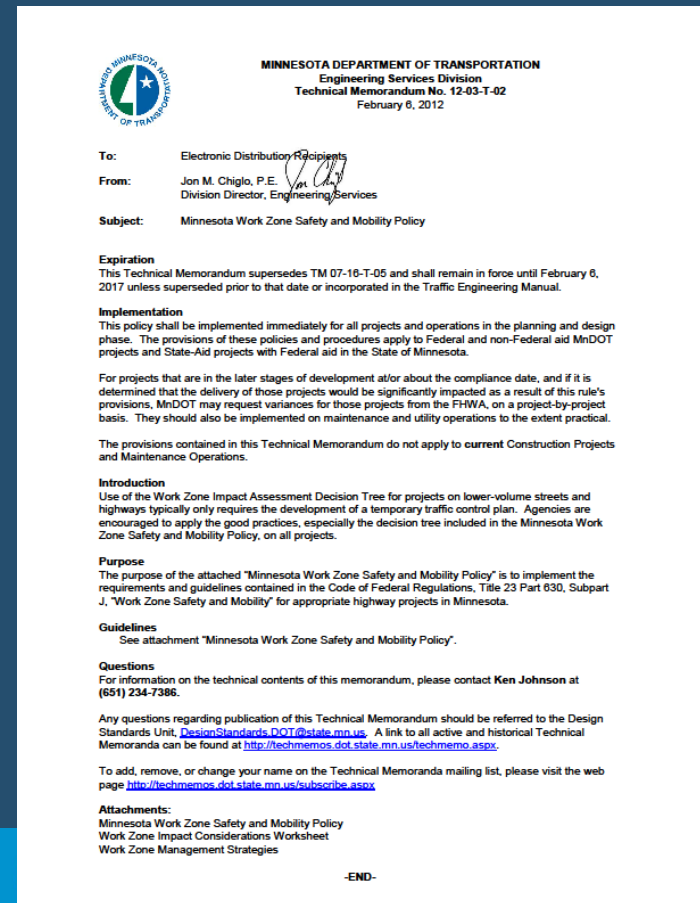 MINNESOTA DEPARTMENT OF TRANSPORTATION
MINNESOTA DEPARTMENT OF TRANSPORTATION
Engineering Services Division
Technical Memorandum No. 12-03-T-02
February 6, 2012
To: Electronic Distribution Recipients
From: Jon M. Chiglo, P.E.
Division Director, Engineering Services
Subject: Minnesota Work Zone Safety and Mobility Policy
Expiration
This Technical Memorandum supersedes TM 07-16-T-05 and shall remain in force until February 6,
2017 unless superseded prior to that date or incorporated in the Traffic Engineering Manual.
Implementation
This policy shall be implemented immediately for all projects and operations in the planning and design
phase. The provisions of these policies and procedures apply to Federal and non-Federal aid MnDOT
projects and State-Aid projects with Federal aid in the State of Minnesota.
For projects that are in the later stages of development at/or about the compliance date, and if it is
determined that the delivery of those projects would be significantly impacted as a result of this rule's
provisions, MnDOT may request variances for those projects from the FHWA, on a project-by-project
basis. They should also be implemented on maintenance and utility operations to the extent practical.
The provisions contained in this Technical Memorandum do not apply to current Construction Projects
and Maintenance Operations.
Introduction
Use of the Work Zone Impact Assessment Decision Tree for projects on lower-volume streets and
highways typically only requires the development of a temporary traffic control plan. Agencies are
encouraged to apply the good practices, especially the decision tree included in the Minnesota Work
Zone Safety and Mobility Policy, on all projects.
Purpose
The purpose of the attached "Minnesota Work Zone Safety and Mobility Policy" is to implement the
requirements and guidelines contained in the Code of Federal Regulations, Title 23 Part 630, Subpart
J, "Work Zone Safety and Mobility" for appropriate highway projects in Minnesota.
Guidelines
See attachment "Minnesota Work Zone Safety and Mobility Policy".
Questions
For information on the technical contents of this memorandum, please contact Ken Johnson at
(651) 234-7386.
Any questions regarding publication of this Technical Memorandum should be referred to the Design
Standards Unit, DesignStandards.DOT@state.mn.us. A link to all active and historical Technical
Memoranda can be found at http://techmemos.dot.state.mn.us/techmemo.aspx.
To add, remove, or change your name on the Technical Memoranda mailing list, please visit the web
page http://techmemos.dot.state.mn.us/subscribe.aspx
Attachments:
Minnesota Work Zone Safety and Mobility Policy
Work Zone Impact Considerations Worksheet
Work Zone Management Strategies
-END-